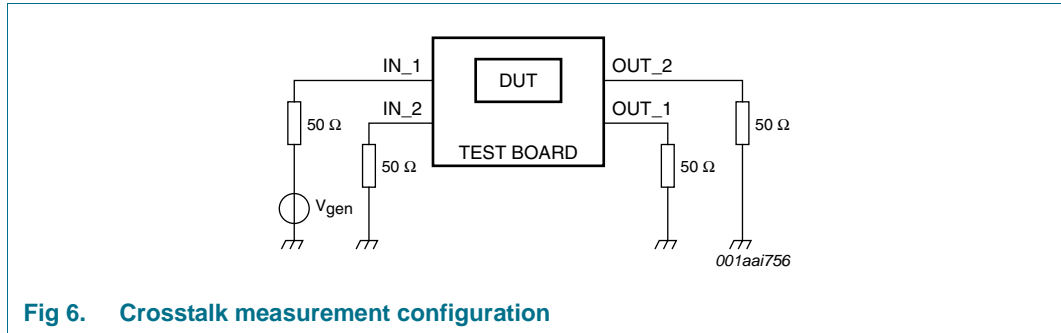 IN_1
OUT_2
DUT
IN_2
OUT_1
50 Ω
50 Ω
TEST BOARD
50 Ω
50 Ω
Vgen
001aai756
Fig 6. Crosstalk measurement configuration